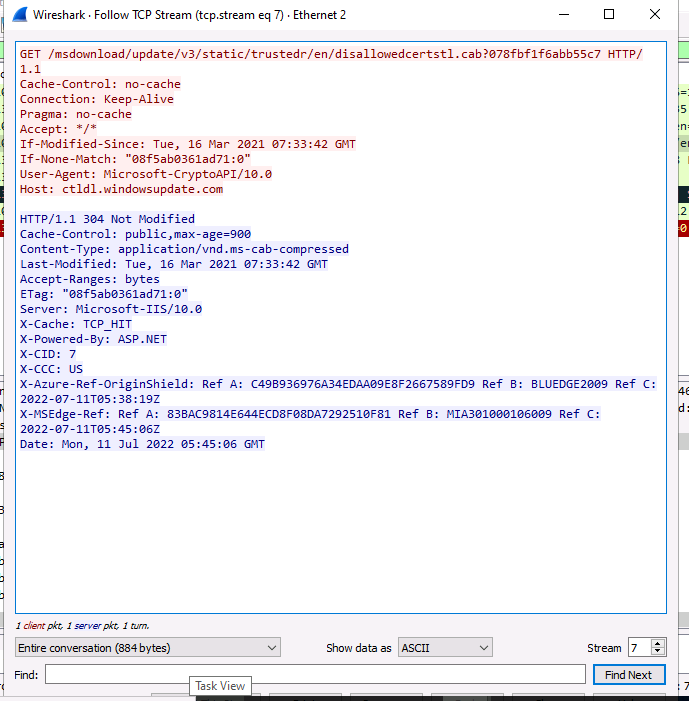 Wireshark · Follow TCP Stream (tcp.stream eq 7) · Ethernet 2
GET /msdownload/update/v3/static/trustedr/en/disallowedcertstl.cab?078fbf1f6abb55c7 HTTP/
1.1
Cache-Control: no-cache
Connection: Keep-Alive
Pragma: no-cache
Accept: */*
If-Modified-Since: Tue, 16 Mar 2021 07:33:42 GMT
If-None-Match: "08f5ab0361ad71:0"
User-Agent: Microsoft-CryptoAPI/10.0
Host: ctldl.windowsupdate.com
HTTP/1.1 304 Not Modified
Cache-Control: public,max-age=900
Content-Type: application/vnd.ms-cab-compressed
Last-Modified: Tue, 16 Mar 2021 07:33:42 GMT
Accept-Ranges: bytes
ETag: "08f5ab0361ad71:0"
Server: Microsoft-IIS/10.0
X-Cache: TCP_HIT
X-Powered-By: ASP.NET
X-CID: 7
X-CCC: US
X-Azure-Ref-OriginShield: Ref A: C49B936976A34EDAA09E8F2667589FD9 Ref B: BLUEDGE2009 Ref C:
2022-07-11T05:38:19Z
X-MSEdge-Ref: Ref A: 83BAC9814E644ECD8F08DA7292510F81 Ref B: MIA301000106009 Ref C:
2022-07-11T05:45:06Z
Date: Mon, 11 Jul 2022 05:45:06 GMT
1 client pkt, 1 server pkt, 1 turn.
Entire conversation (884 bytes) Show data as ASCII Stream 7
Find: Find Next
Task View